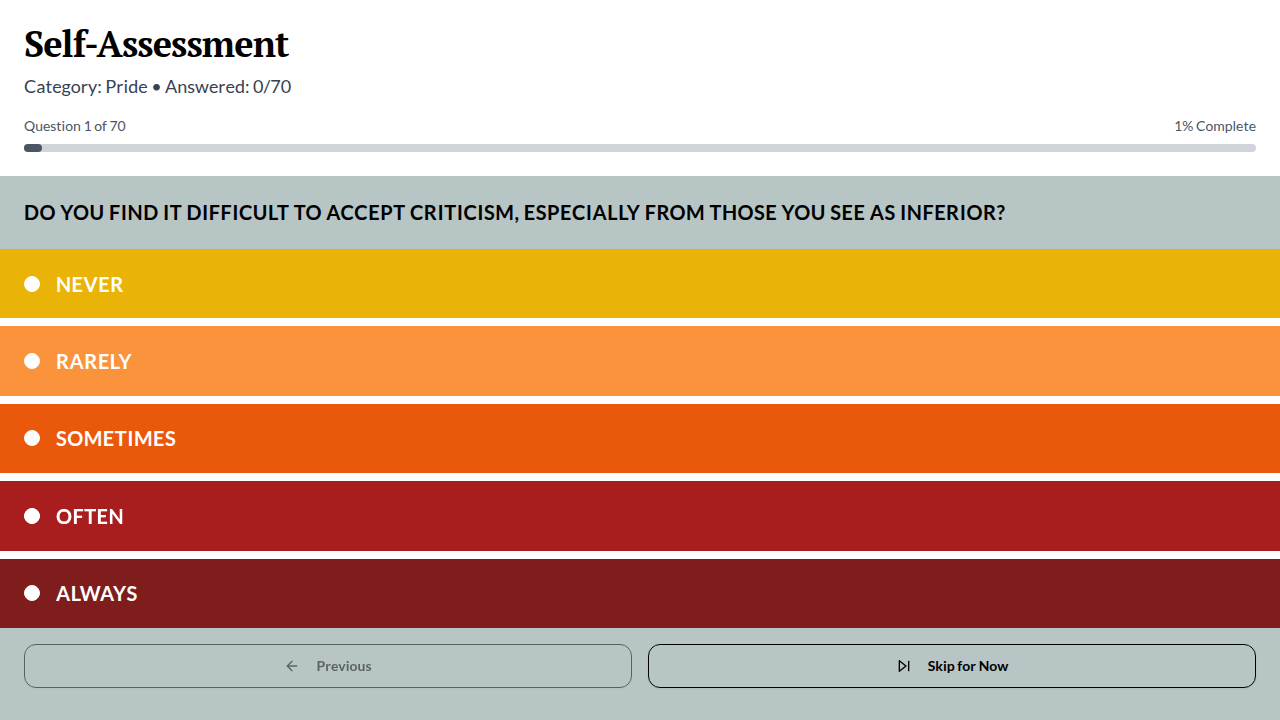 Self-Assessment
Category: Pride • Answered: 0/70
Question 1 of 70
1% Complete
DO YOU FIND IT DIFFICULT TO ACCEPT CRITICISM, ESPECIALLY FROM THOSE YOU SEE AS INFERIOR?
NEVER
RARELY
SOMETIMES
OFTEN
ALWAYS
Previous
Skip for Now